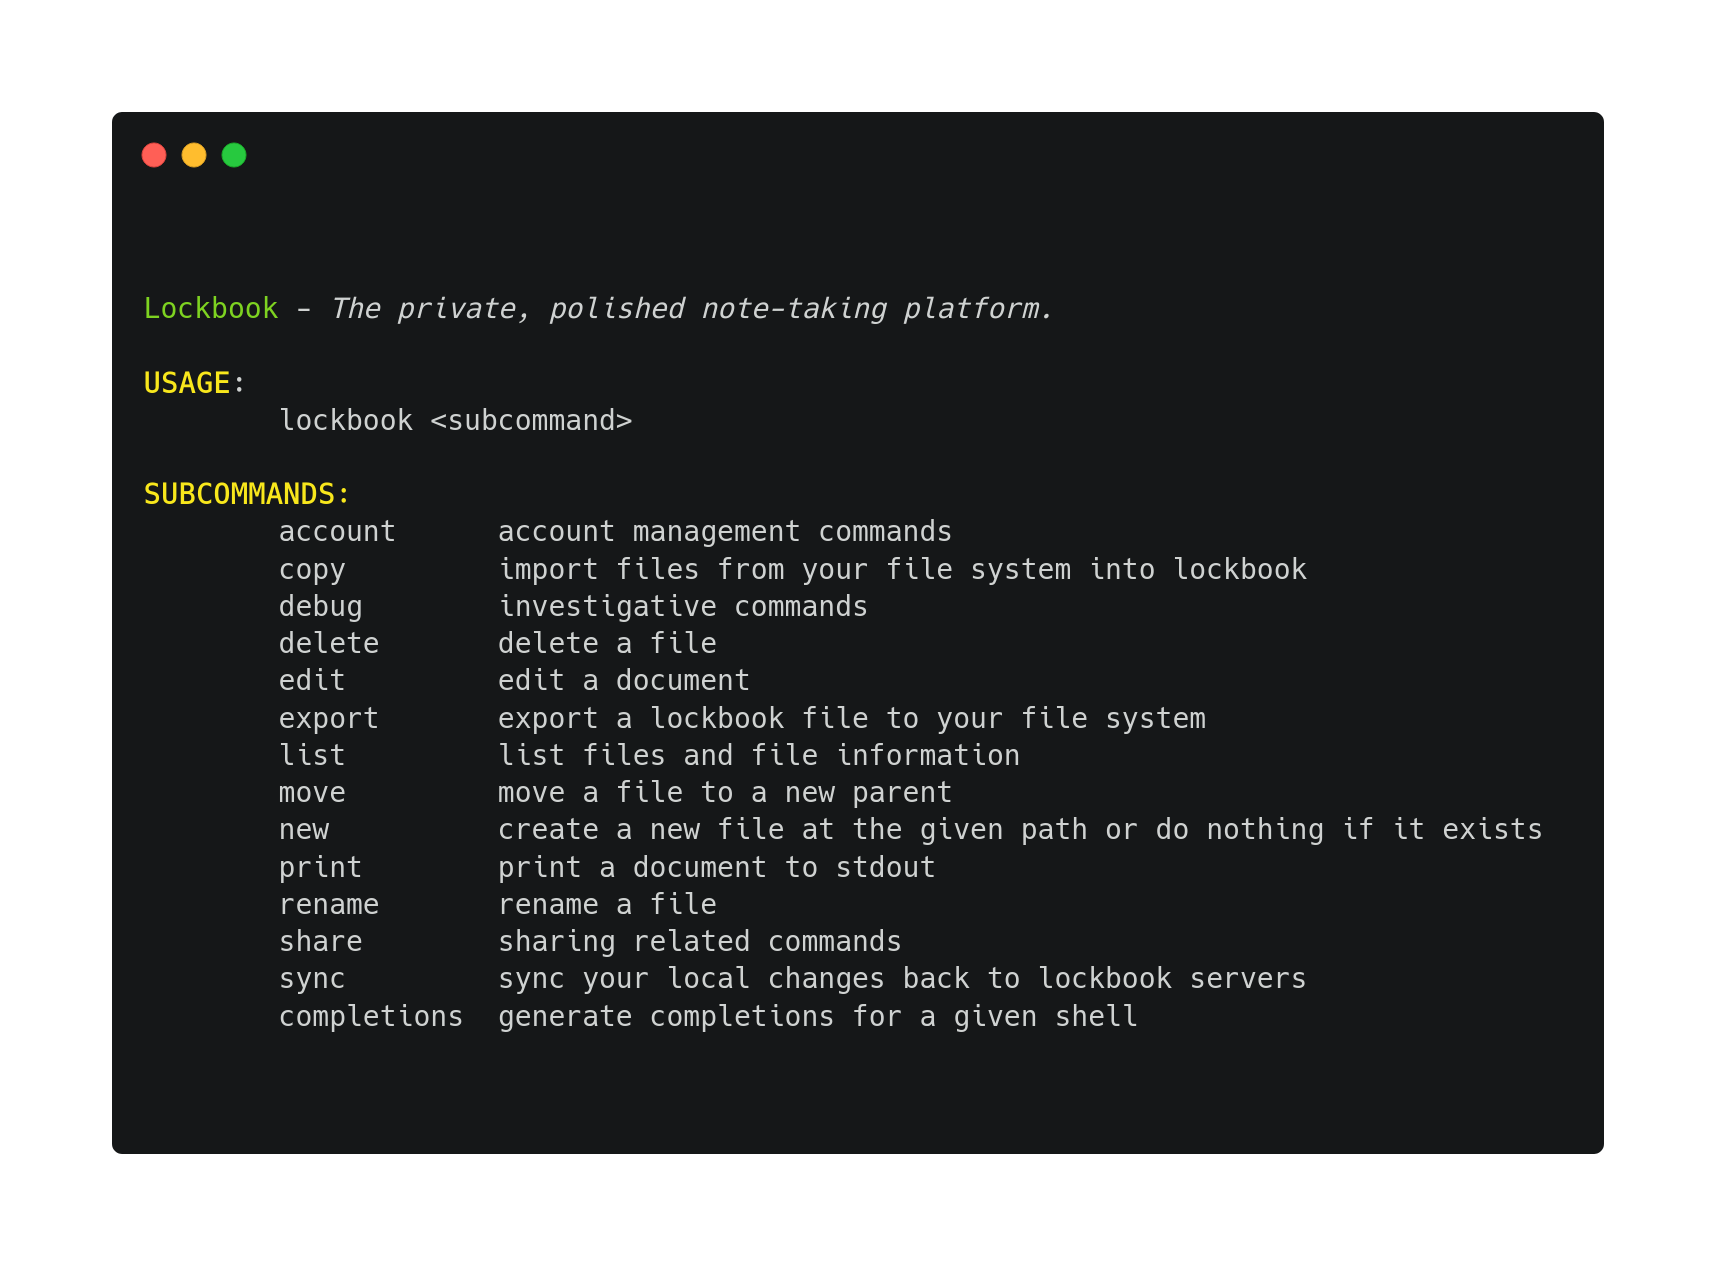 Lockbook - The private, polished note-taking platform.
USAGE:
lockbook <subcommand>
SUBCOMMANDS:
account account management commands
copy import files from your file system into lockbook
debug investigative commands
delete delete a file
edit edit a document
export export a lockbook file to your file system
list list files and file information
move move a file to a new parent
new create a new file at the given path or do nothing if it exists
print print a document to stdout
rename rename a file
share sharing related commands
sync sync your local changes back to lockbook servers
completions generate completions for a given shell